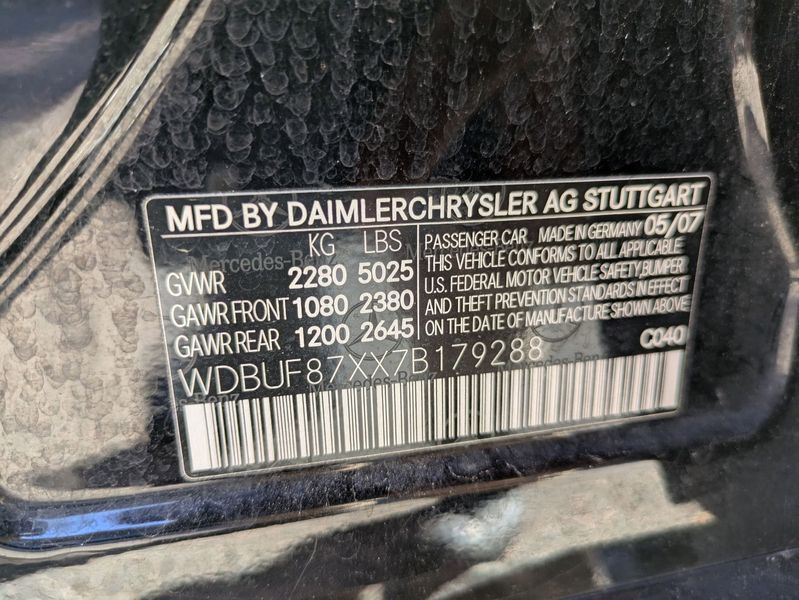 MFD BY DAIMLERCHRYSLER AG STUTTGART
KG LBS
GVWR 2280 5025
GAWR FRONT 1080 2380
GAWR REAR 1200 2645
PASSENGER CAR MADE IN GERMANY 05/07
THIS VEHICLE CONFORMS TO ALL APPLICABLE
U.S. FEDERAL MOTOR VEHICLE SAFETY, BUMPER
AND THEFT PREVENTION STANDARDS IN EFFECT
ON THE DATE OF MANUFACTURE SHOWN ABOVE
C040
WDBUF87XX7B179288
Mercedes-Benz